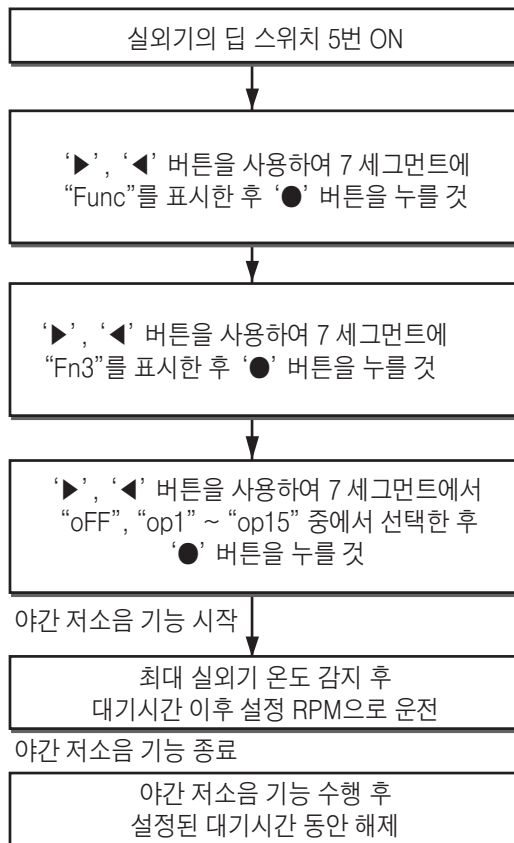 실외기의 딥 스위치 5번 ON
‘▶’, ‘◀’ 버튼을 사용하여 7 세그먼트에
“Func”를 표시한 후 ‘●’ 버튼을 누를 것
‘▶’, ‘◀’ 버튼을 사용하여 7 세그먼트에
“Fn3”를 표시한 후 ‘●’ 버튼을 누를 것
‘▶’, ‘◀’ 버튼을 사용하여 7 세그먼트에서
“oFF”, “op1” ~ “op15” 중에서 선택한 후
‘●’ 버튼을 누를 것
야간 저소음 기능 시작
최대 실외기 온도 감지 후
대기시간 이후 설정 RPM으로 운전
야간 저소음 기능 종료
야간 저소음 기능 수행 후
설정된 대기시간 동안 해제